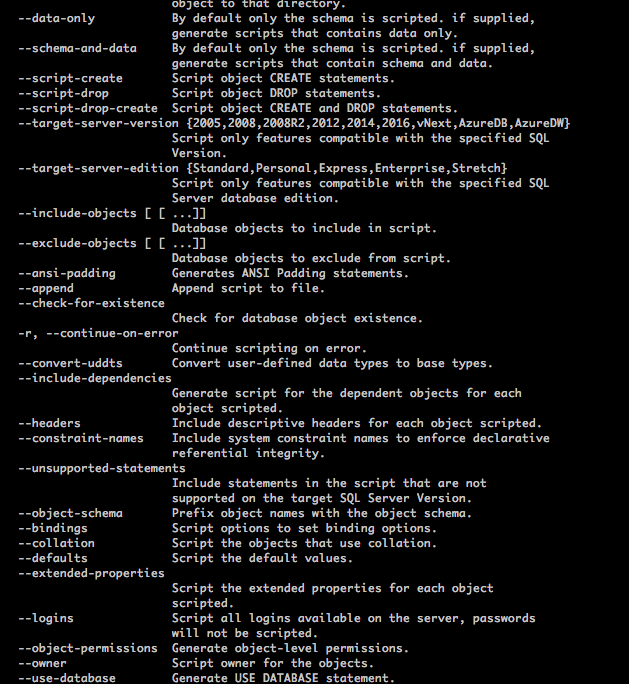 object to that directory.
--data-only By default only the schema is scripted. if supplied,
generate scripts that contains data only.
--schema-and-data By default only the schema is scripted. if supplied,
generate scripts that contain schema and data.
--script-create Script object CREATE statements.
--script-drop Script object DROP statements.
--script-drop-create Script object CREATE and DROP statements.
--target-server-version {2005,2008,2008R2,2012,2014,2016,vNext,AzureDB,AzureDW}
Script only features compatible with the specified SQL
Version.
--target-server-edition {Standard,Personal,Express,Enterprise,Stretch}
Script only features compatible with the specified SQL
Server database edition.
--include-objects [ [ ...]]
Database objects to include in script.
--exclude-objects [ [ ...]]
Database objects to exclude from script.
--ansi-padding Generates ANSI Padding statements.
--append Append script to file.
--check-for-existence
Check for database object existence.
-r, --continue-on-error
Continue scripting on error.
--convert-uddts Convert user-defined data types to base types.
--include-dependencies
Generate script for the dependent objects for each
object scripted.
--headers Include descriptive headers for each object scripted.
--constraint-names Include system constraint names to enforce declarative
referential integrity.
--unsupported-statements
Include statements in the script that are not
supported on the target SQL Server Version.
--object-schema Prefix object names with the object schema.
--bindings Script options to set binding options.
--collation Script the objects that use collation.
--defaults Script the default values.
--extended-properties
Script the extended properties for each object
scripted.
--logins Script all logins available on the server, passwords
will not be scripted.
--object-permissions Generate object-level permissions.
--owner Script owner for the objects.
--use-database Generate USE DATABASE statement.